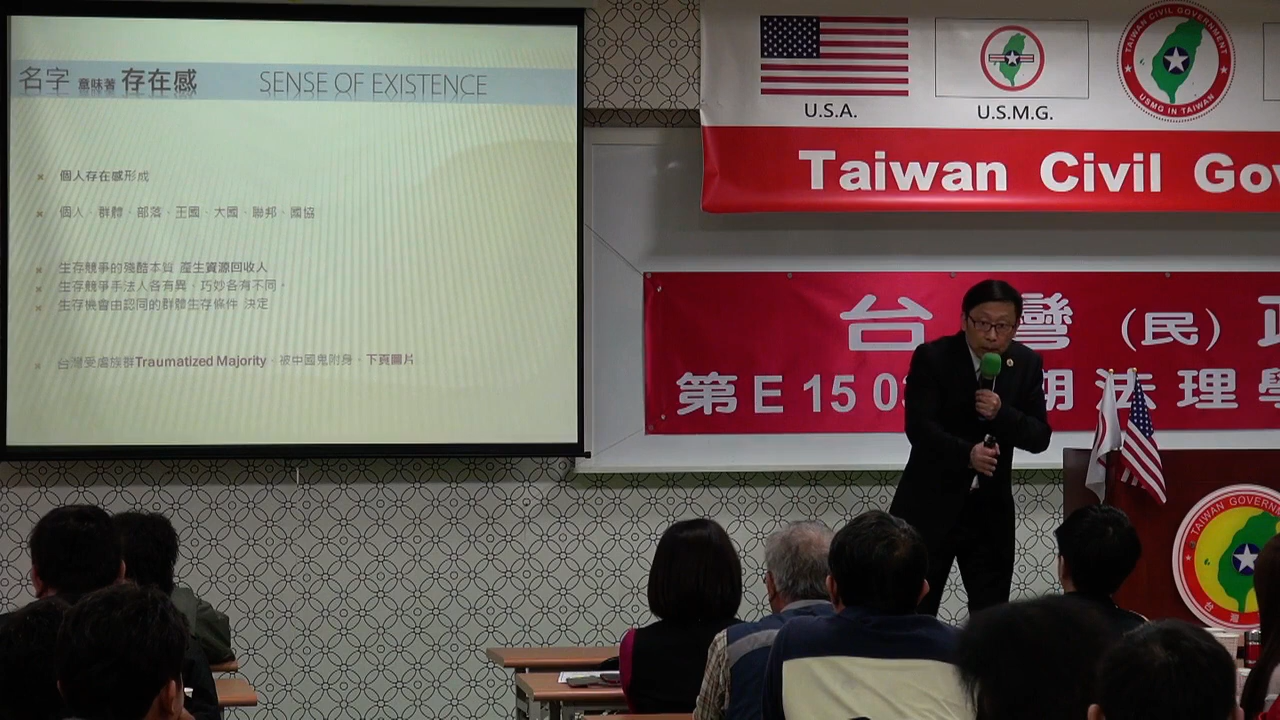 名字 意味著 存在感 SENSE OF EXISTENCE
個人存在感形成
個人、群體、部落、王國、大國、聯邦、國協
生存競爭的殘酷本質 產生資源回收人
生存競爭手法人各有異、巧妙各有不同。
生存機會由認同的群體生存條件 決定
台灣受虐族群Traumatized Majority、被中國鬼附身、下頁圖片
U.S.A.
U.S.M.G.
TAIWAN CIVIL GOVERNMENT
USMG IN TAIWAN
Taiwan Civil Gov
台灣(民)政
第E 15 0 期法理學
TAIWAN GOVERN
台灣